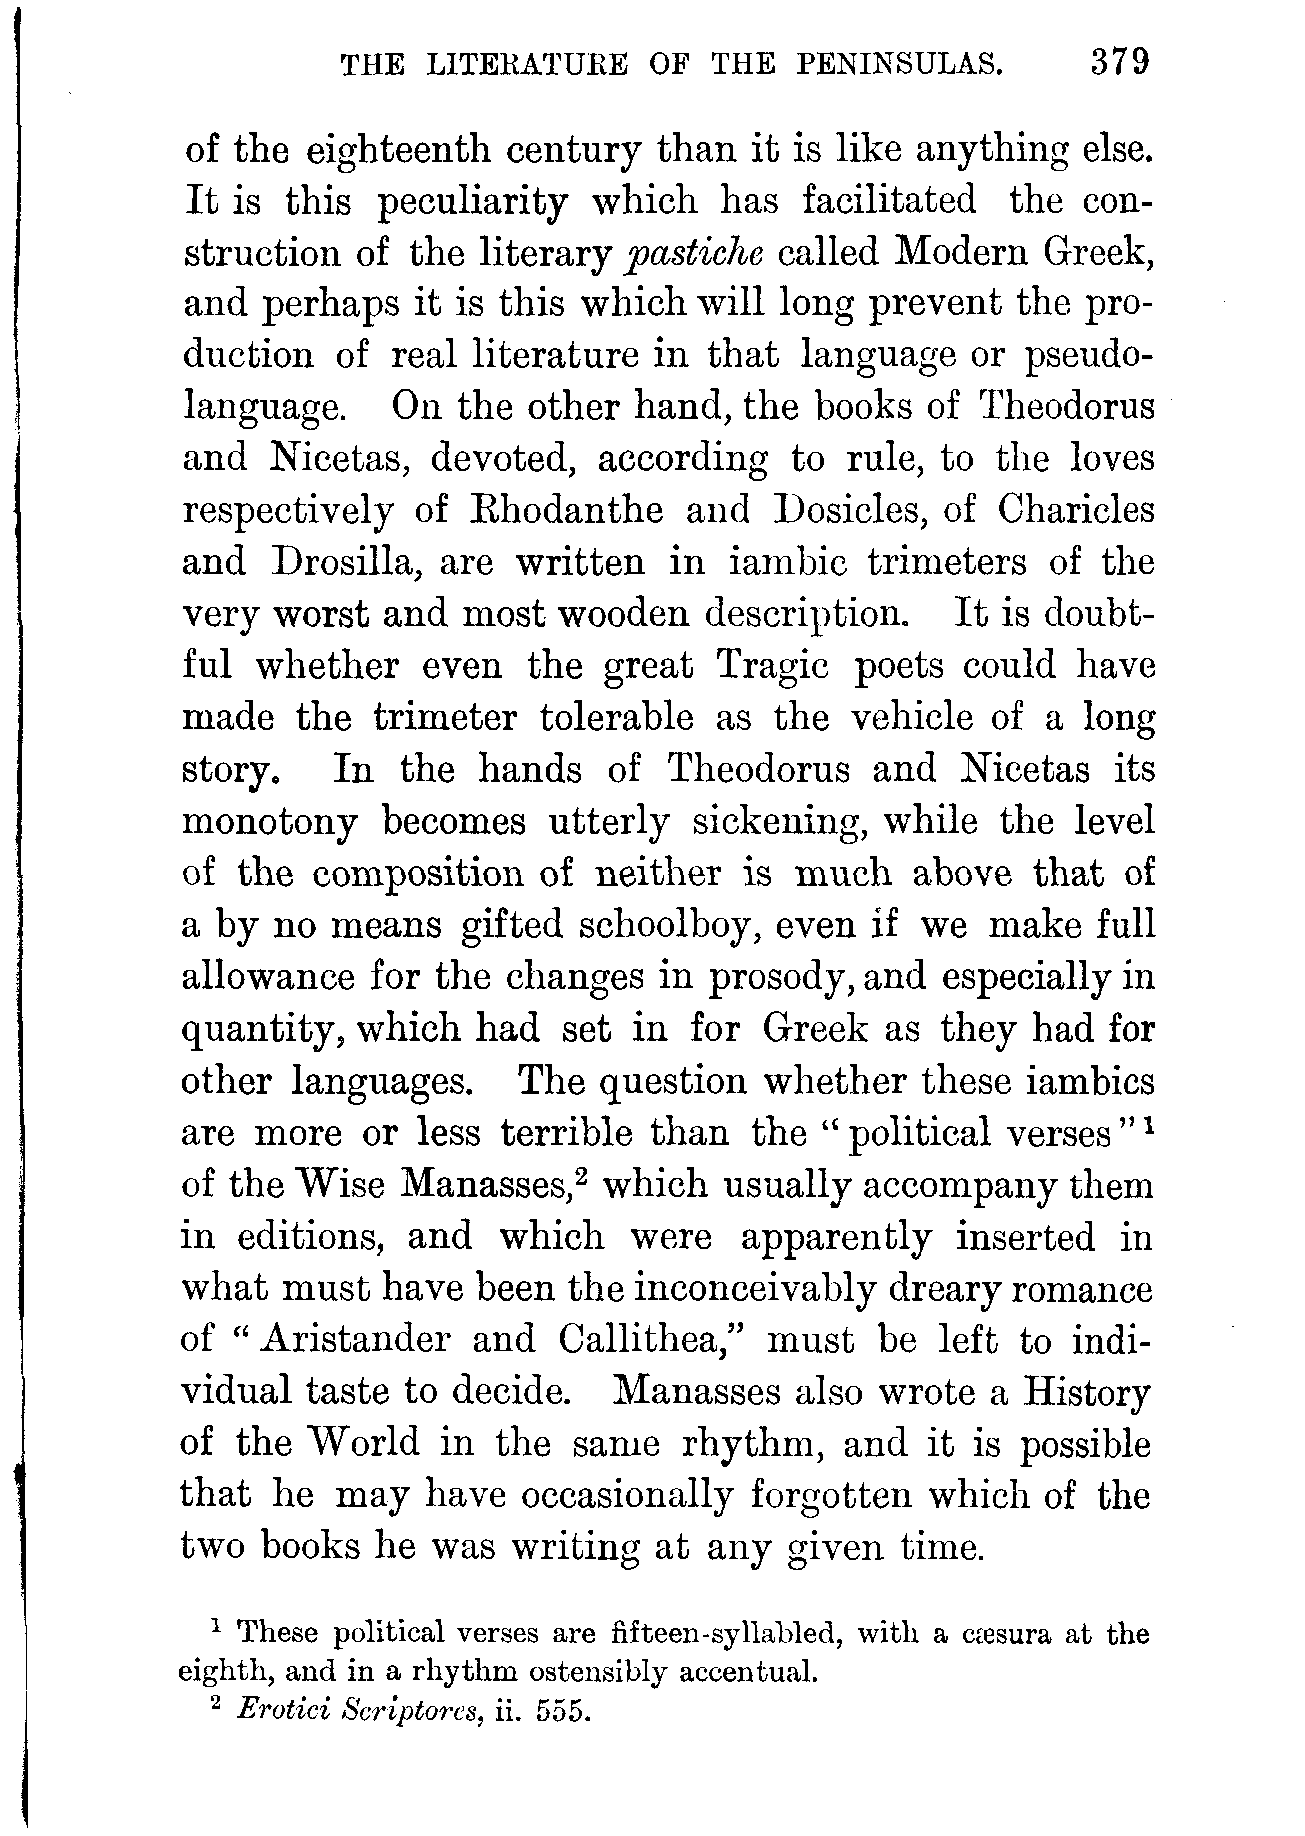 THE LITERATURE OF THE PENINSULAS. 379
of the eighteenth century than it is like anything else.
It is this peculiarity which has facilitated the con-
struction of the literary pastiche called Modern Greek,
and perhaps it is this which will long prevent the pro-
duction of real literature in that language or pseudo-
language. On the other hand, the books of Theodorus
and Nicetas, devoted, according to rule, to the loves
respectively of Rhodanthe and Dosicles, of Charicles
and Drosilla, are written in iambic trimeters of the
very worst and most wooden description. It is doubt-
ful whether even the great Tragic poets could have
made the trimeter tolerable as the vehicle of a long
story. In the hands of Theodorus and Nicetas its
monotony becomes utterly sickening, while the level
of the composition of neither is much above that of
a by no means gifted schoolboy, even if we make full
allowance for the changes in prosody, and especially in
quantity, which had set in for Greek as they had for
other languages. The question whether these iambics
are more or less terrible than the “political verses”¹
of the Wise Manasses,² which usually accompany them
in editions, and which were apparently inserted in
what must have been the inconceivably dreary romance
of “Aristander and Callithea,” must be left to indi-
vidual taste to decide. Manasses also wrote a History
of the World in the same rhythm, and it is possible
that he may have occasionally forgotten which of the
two books he was writing at any given time.
¹ These political verses are fifteen-syllabled, with a cæsura at the
eighth, and in a rhythm ostensibly accentual.
² Erotici Scriptores, ii. 555.